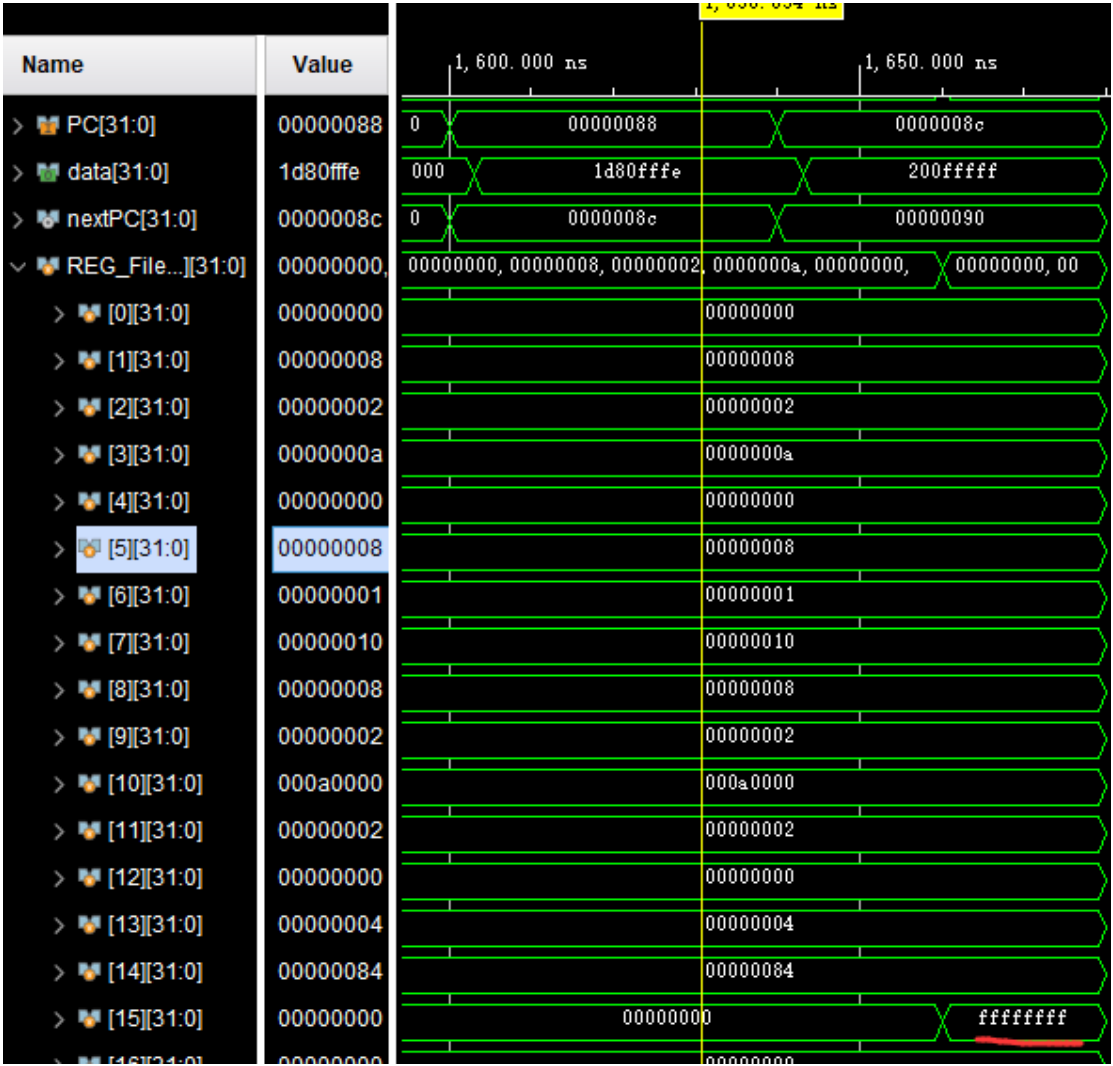 Name Value 1,600.000 ns 1,650.000 ns
> PC[31:0] 00000088 0 00000088 0000008c
> data[31:0] 1d80fffe 000 1d80fffe 200fffff
> nextPC[31:0] 0000008c 0 0000008c 00000090
REG_File...][31:0] 00000000, 00000000, 00000008, 00000002, 0000000a, 00000000, 00000000, 00
> [0][31:0] 00000000 00000000
> [1][31:0] 00000008 00000008
> [2][31:0] 00000002 00000002
> [3][31:0] 0000000a 0000000a
> [4][31:0] 00000000 00000000
> [5][31:0] 00000008 00000008
> [6][31:0] 00000001 00000001
> [7][31:0] 00000010 00000010
> [8][31:0] 00000008 00000008
> [9][31:0] 00000002 00000002
> [10][31:0] 000a0000 000a0000
> [11][31:0] 00000002 00000002
> [12][31:0] 00000000 00000000
> [13][31:0] 00000004 00000004
> [14][31:0] 00000084 00000084
> [15][31:0] 00000000 00000000 ffffffff